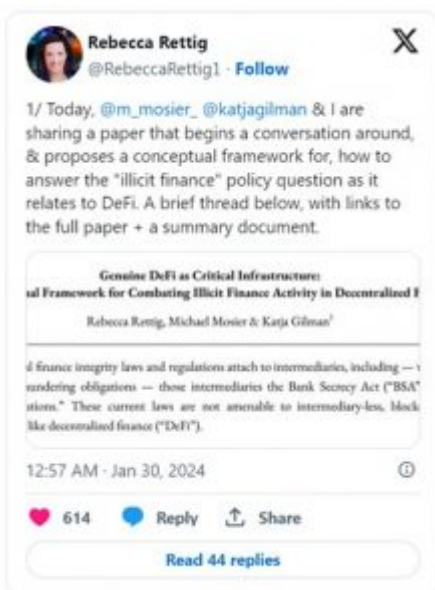 Rebecca Rettig
@RebeccaRettig1 · Follow
1/ Today, @m_mosier_ @katjagilman & I are
sharing a paper that begins a conversation around,
& proposes a conceptual framework for, how to
answer the "illicit finance" policy question as it
relates to DeFi. A brief thread below, with links to
the full paper + a summary document.
Genuine DeFi as Critical Infrastructure:
al Framework for Combating Illicit Finance Activity in Decentralized F
Rebecca Rettig, Michael Mosier & Katja Gilman
d finance integrity laws and regulations attach to intermediaries, including —
aundering obligations — those intermediaries the Bank Secrecy Act ("BSA"
utions." These current laws are not amenable to intermediary-less, block
like decentralized finance ("DeFi").
12:57 AM · Jan 30, 2024
614 Reply Share
Read 44 replies